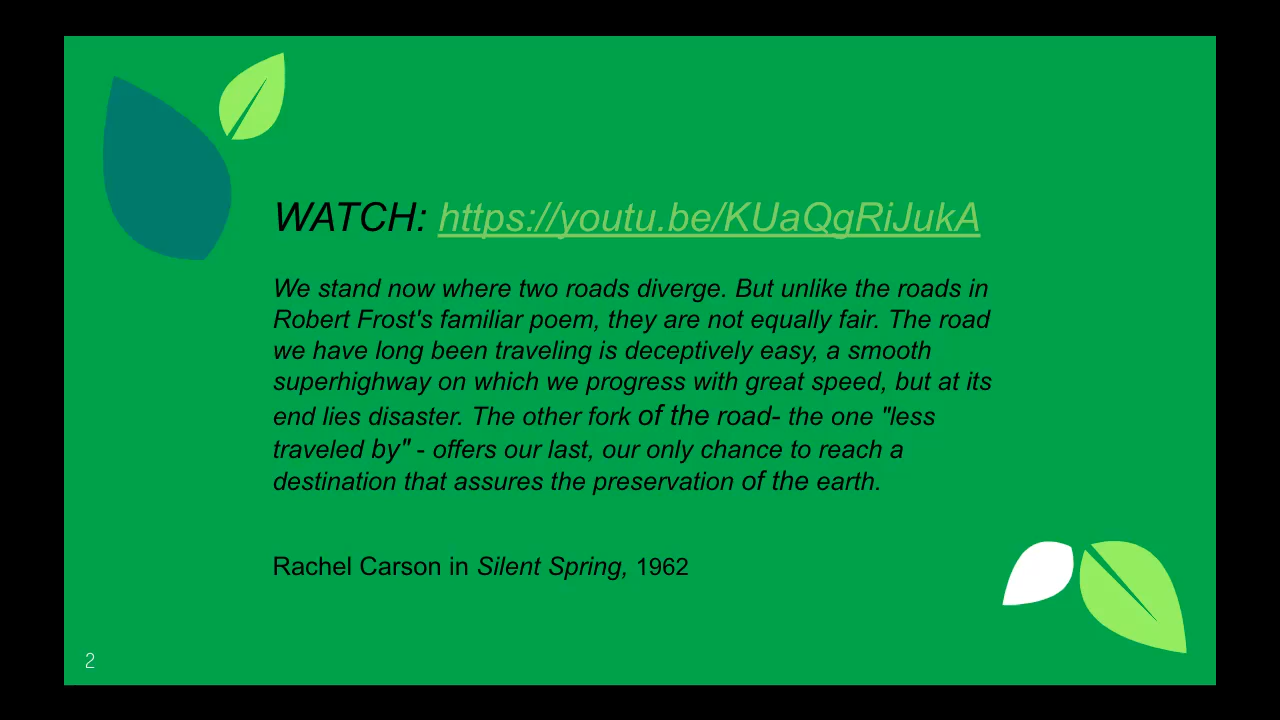 WATCH: https://youtu.be/KUaQgRiJukA
We stand now where two roads diverge. But unlike the roads in
Robert Frost's familiar poem, they are not equally fair. The road
we have long been traveling is deceptively easy, a smooth
superhighway on which we progress with great speed, but at its
end lies disaster. The other fork of the road- the one "less
traveled by" - offers our last, our only chance to reach a
destination that assures the preservation of the earth.
Rachel Carson in Silent Spring, 1962
2